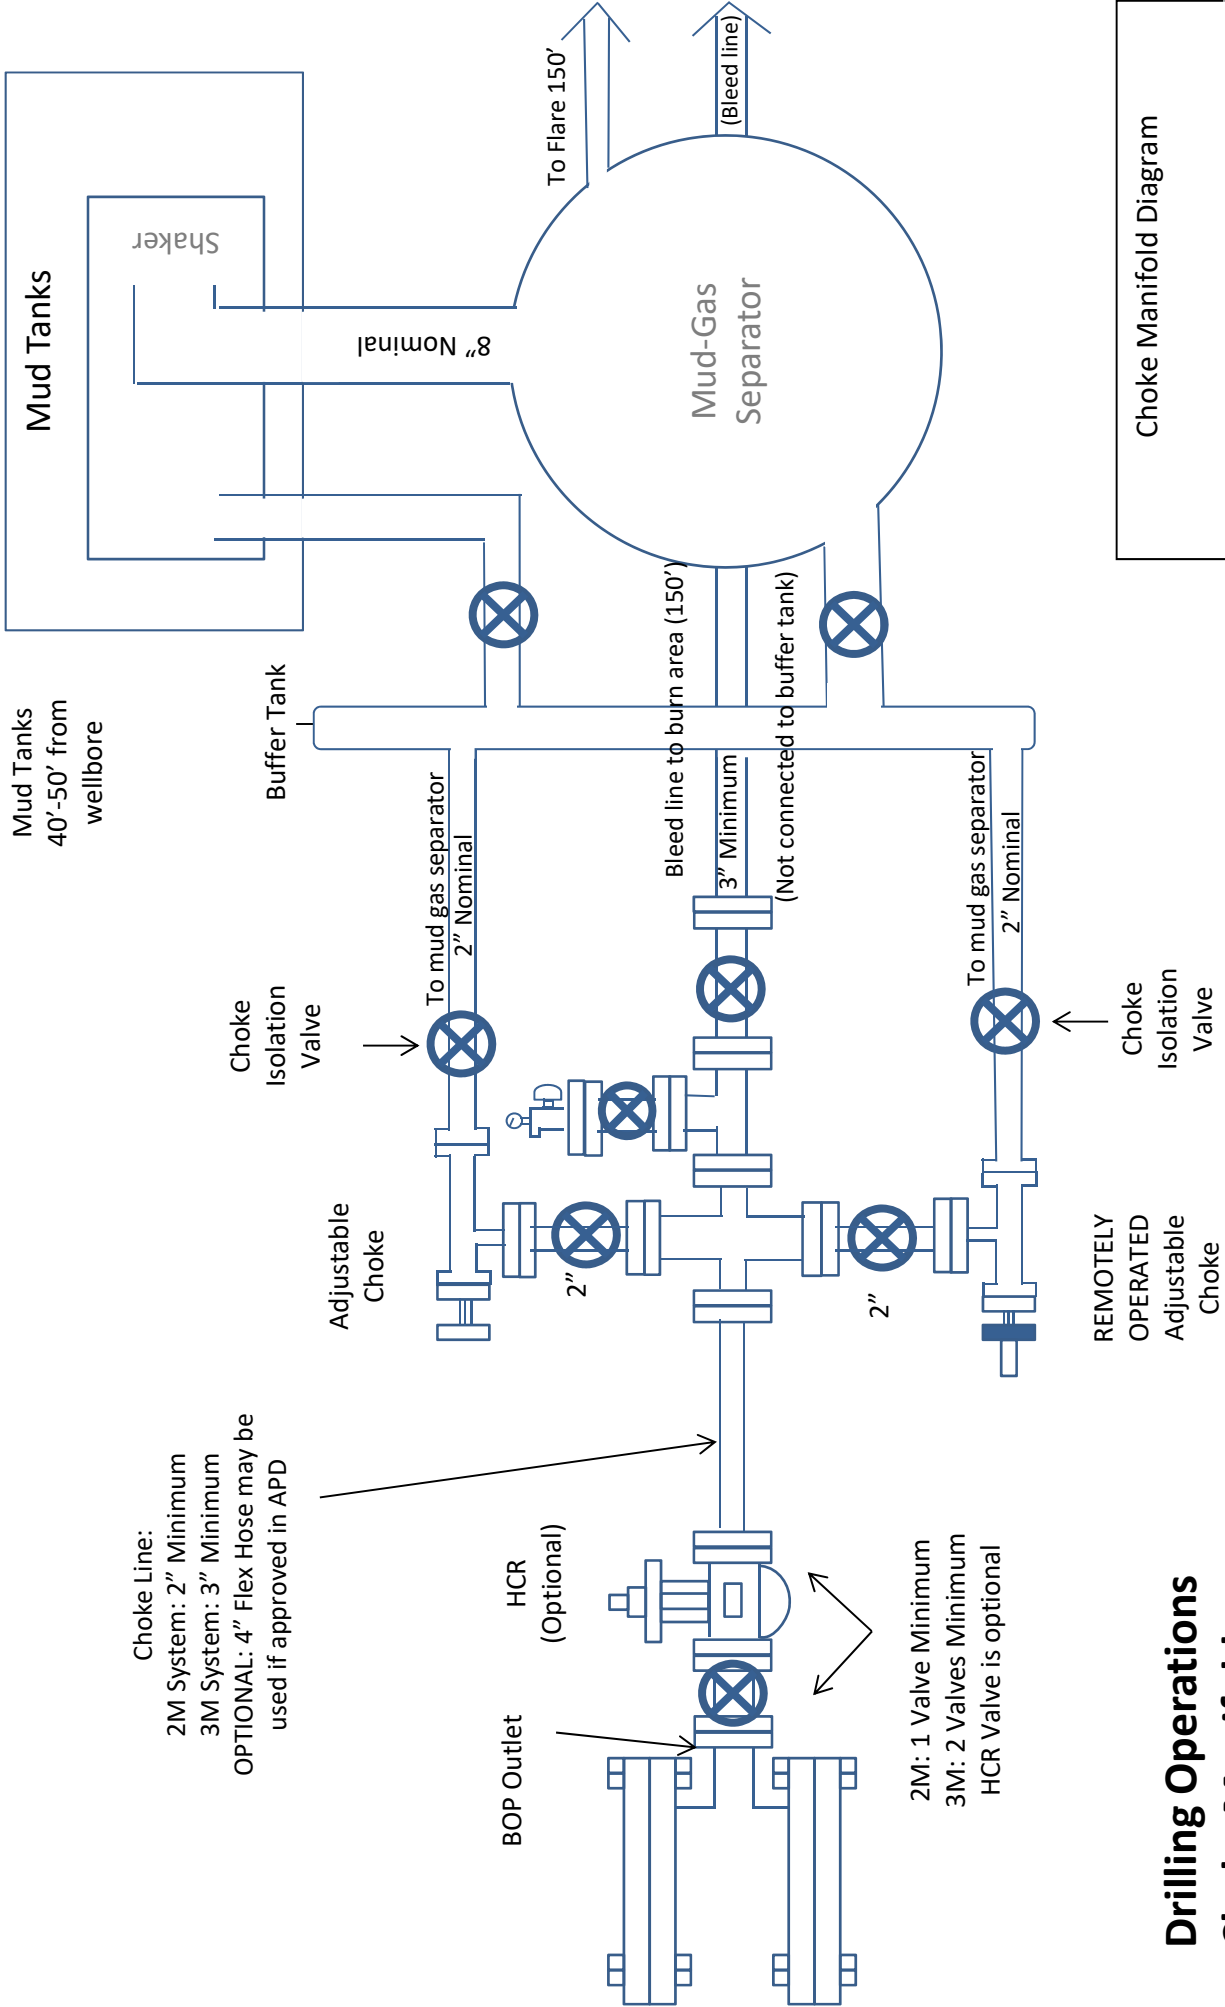 Mud Tanks
40’-50’ from
wellbore
Mud Tanks
Shaker
8” Nominal
To Flare 150’
(Bleed line)
Mud-Gas
Separator
Buffer Tank
Choke
Isolation
Valve
To mud gas separator
2” Nominal
Bleed line to burn area (150’)
3” Minimum
(Not connected to buffer tank)
To mud gas separator
2” Nominal
Choke
Isolation
Valve
Adjustable
Choke
2”
2”
REMOTELY
OPERATED
Adjustable
Choke
Choke Line:
2M System: 2” Minimum
3M System: 3” Minimum
OPTIONAL: 4” Flex Hose may be
used if approved in APD
HCR
(Optional)
BOP Outlet
2M: 1 Valve Minimum
3M: 2 Valves Minimum
HCR Valve is optional
Drilling Operations
Choke Manifold Diagram